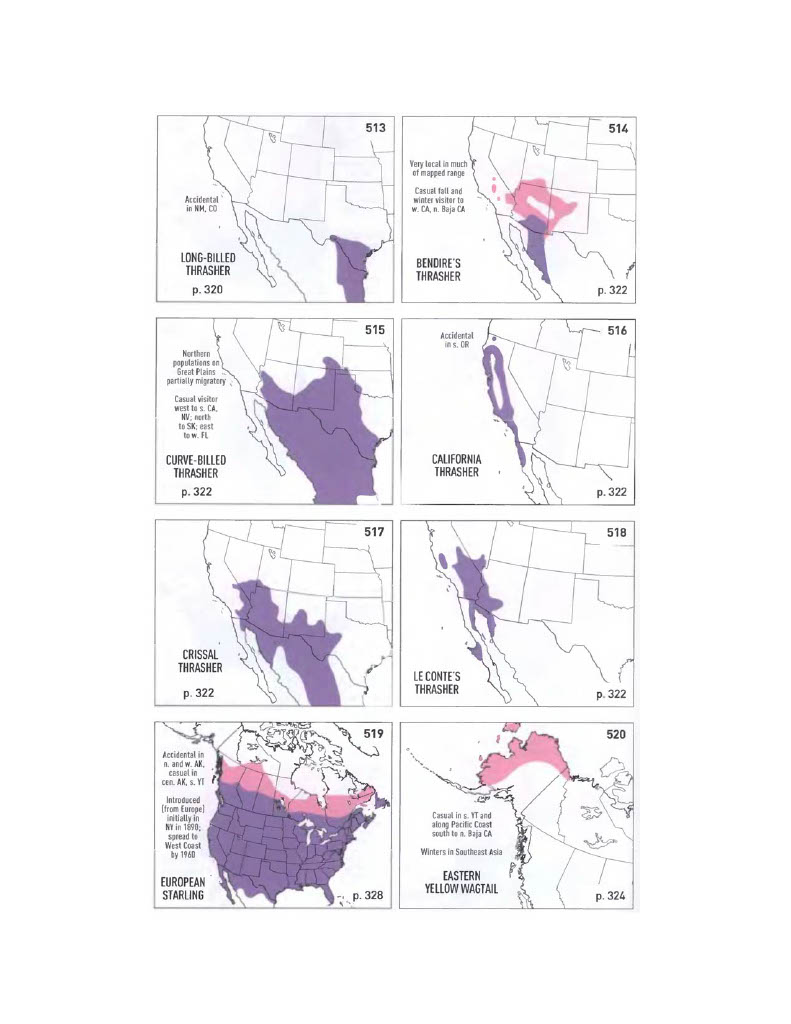 513
Accidental
in NM, CO
LONG-BILLED
THRASHER
p. 320
514
Very local in much
of mapped range
Casual fall and
winter visitor to
w. CA, n. Baja CA
BENDIRE'S
THRASHER
p. 322
515
Northern
populations on
Great Plains
partially migratory
Casual visitor
west to s. CA,
NV; north
to SK; east
to w. FL
CURVE-BILLED
THRASHER
p. 322
516
Accidental
in s. OR
CALIFORNIA
THRASHER
p. 322
517
CRISSAL
THRASHER
p. 322
518
LE CONTE'S
THRASHER
p. 322
519
Accidental in
n. and w. AK,
casual in
cen. AK, s. YT
Introduced
(from Europe)
initially in
NY in 1890;
spread to
West Coast
by 1960
EUROPEAN
STARLING
p. 328
520
Casual in s. YT and
along Pacific Coast
south to n. Baja CA
Winters in Southeast Asia
EASTERN
YELLOW WAGTAIL
p. 324